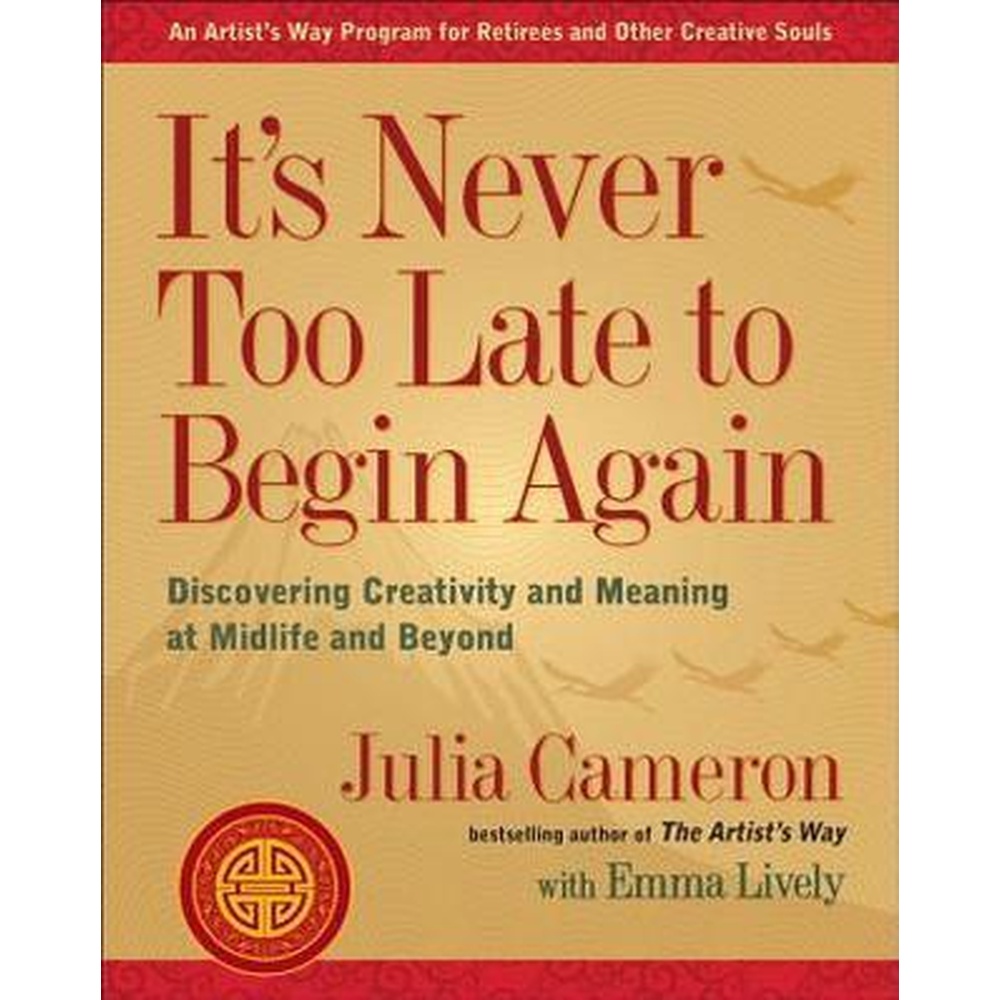 An Artist's Way Program for Retirees and Other Creative Souls
It's Never
Too Late to
Begin Again
Discovering Creativity and Meaning
at Midlife and Beyond
Julia Cameron
bestselling author of The Artist's Way
with Emma Lively